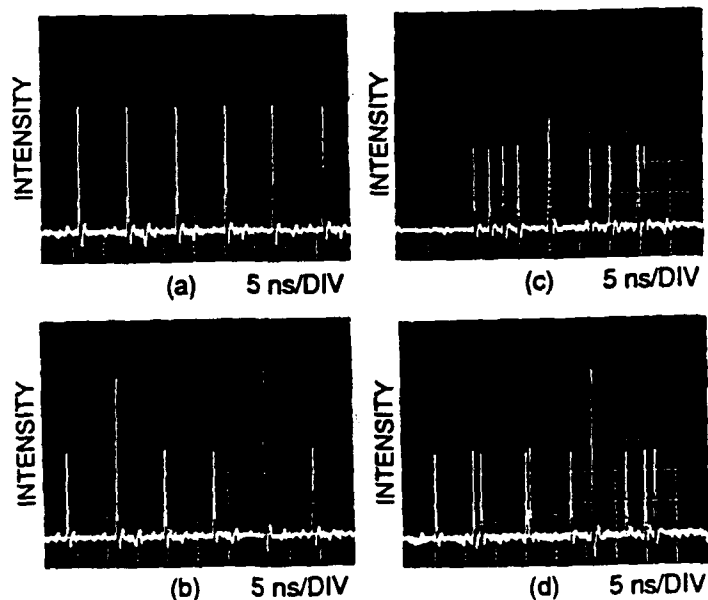 INTENSITY
INTENSITY
(a) 5 ns/DIV
(c) 5 ns/DIV
INTENSITY
INTENSITY
(b) 5 ns/DIV
(d) 5 ns/DIV